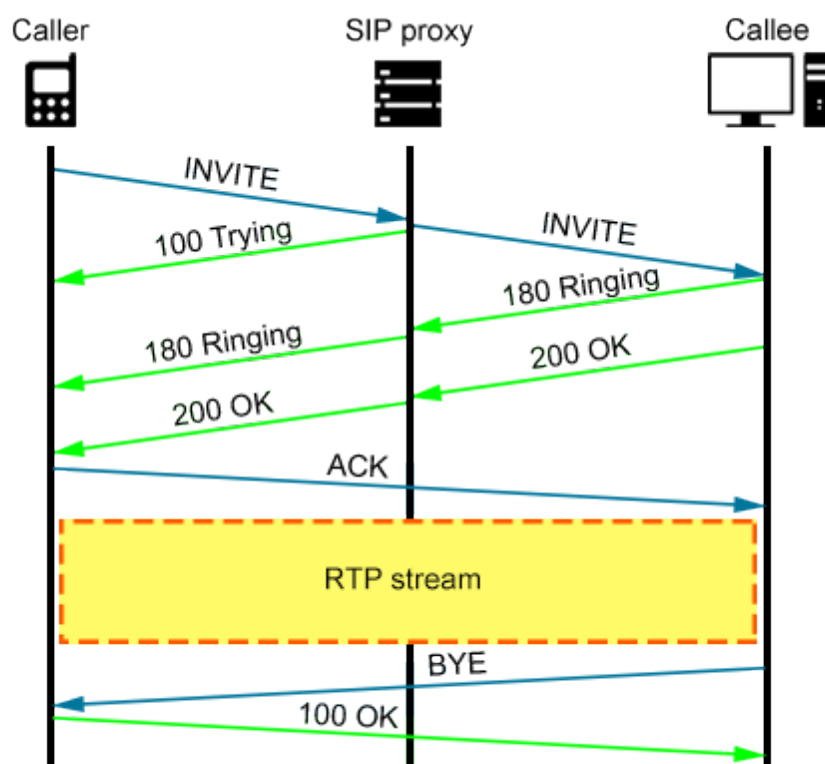 Caller
SIP proxy
Callee
INVITE
INVITE
100 Trying
180 Ringing
180 Ringing
200 OK
200 OK
ACK
RTP stream
BYE
100 OK